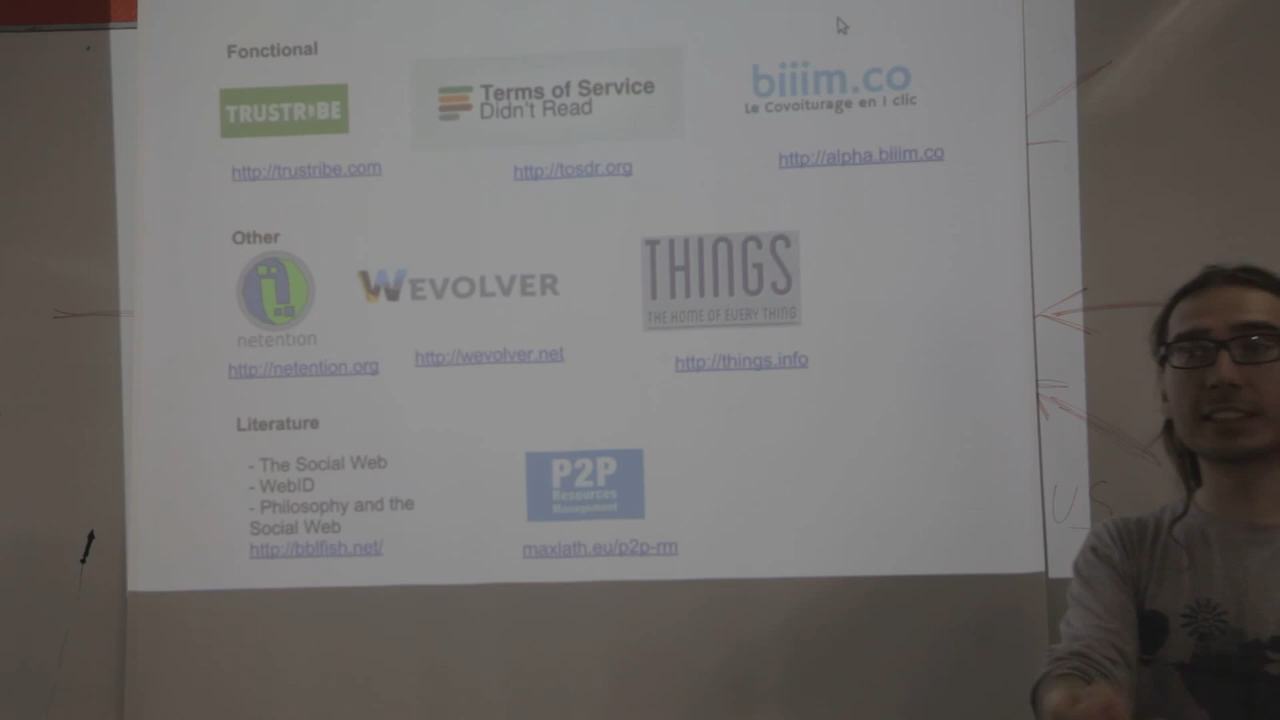 Fonctional
TRUSTRIBE
Terms of Service
Didn't Read
biiim.co
Le Covoiturage en 1 clic
http://trustribe.com
http://tosdr.org
http://alpha.biiim.co
Other
netention
WEVOLVER
THINGS
THE HOME OF EVERY THING
http://netention.org
http://wevolver.net
http://things.info
Literature
- The Social Web
- WebID
- Philosophy and the
Social Web
http://bblfish.net/
P2P
Resources
Management
maxlath.eu/p2p-rm
US